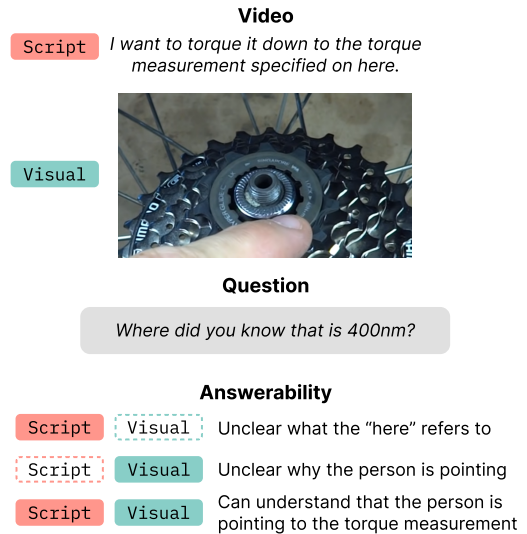 Video
Script
I want to torque it down to the torque
measurement specified on here.
Visual
Question
Where did you know that is 400nm?
Answerability
Script Visual Unclear what the “here” refers to
Script Visual Unclear why the person is pointing
Script Visual Can understand that the person is
pointing to the torque measurement